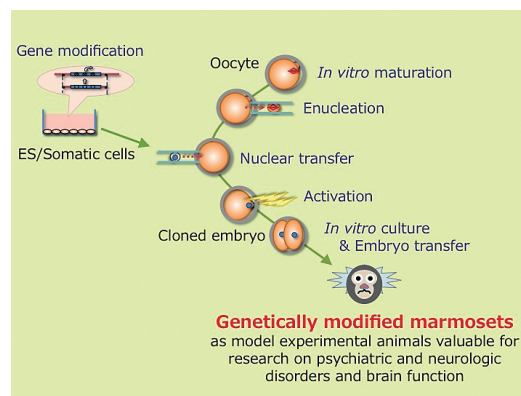 Gene modification
Oocyte
In vitro maturation
Enucleation
ES/Somatic cells
Nuclear transfer
Activation
Cloned embryo
In vitro culture
& Embryo transfer
Genetically modified marmosets
as model experimental animals valuable for
research on psychiatric and neurologic
disorders and brain function